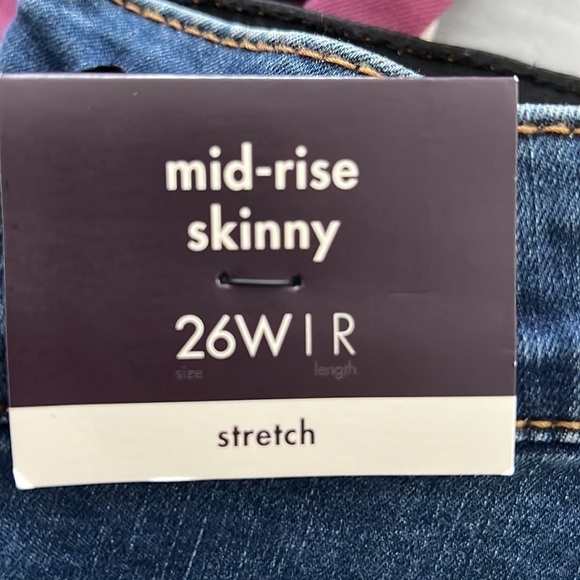 mid-rise
skinny
26W | R
size length
stretch